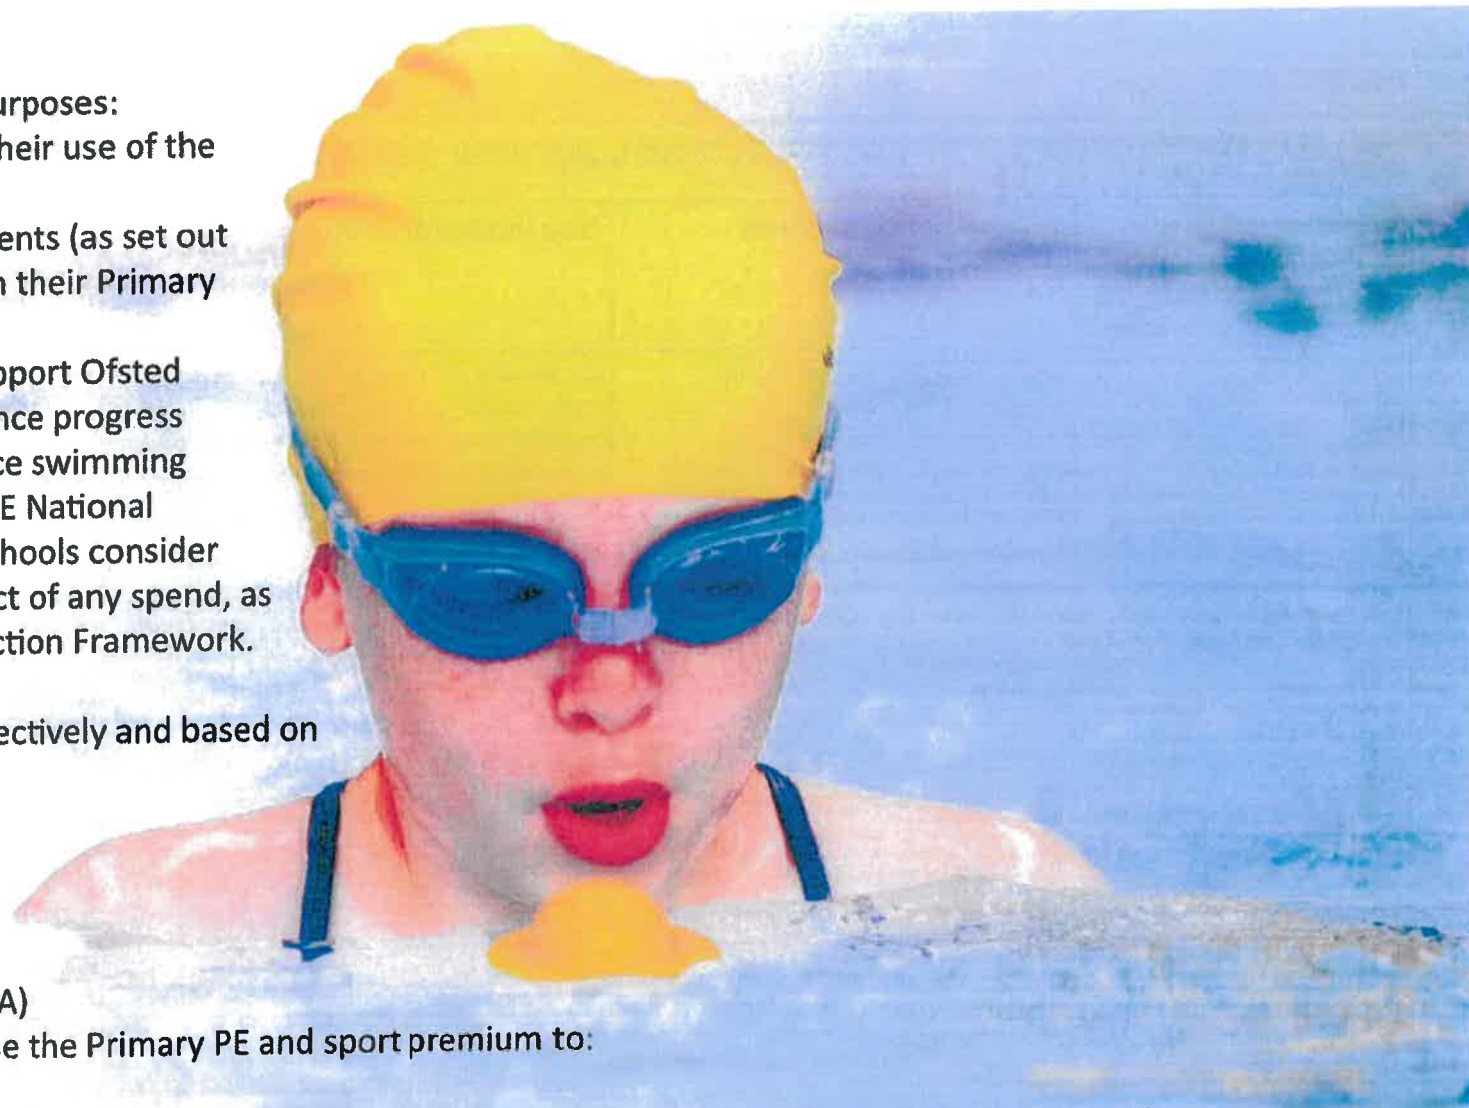 urposes:
heir use of the
ents (as set out
n their Primary
pport Ofsted
nce progress
ce swimming
E National
hools consider
ct of any spend, as
ction Framework.
ectively and based on
A)
e the Primary PE and sport premium to: